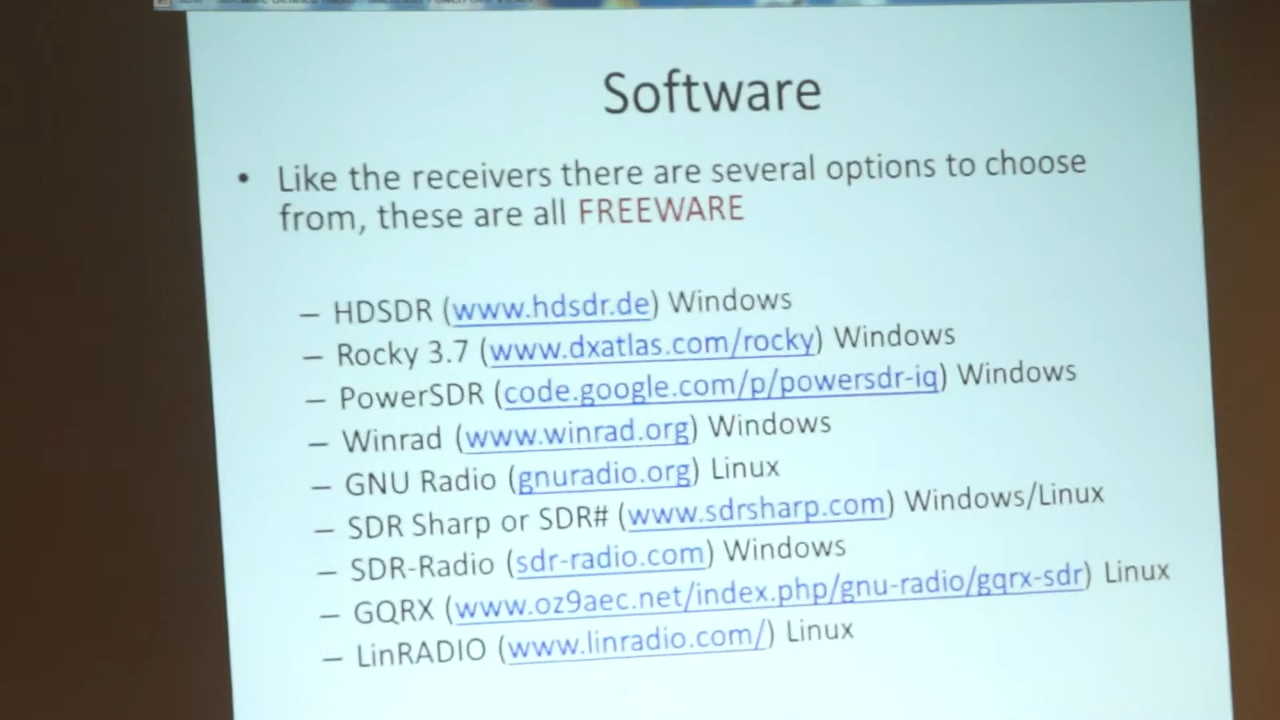 Software
• Like the receivers there are several options to choose
from, these are all FREEWARE
– HDSDR (www.hdsdr.de) Windows
– Rocky 3.7 (www.dxatlas.com/rocky) Windows
– PowerSDR (code.google.com/p/powersdr-iq) Windows
– Winrad (www.winrad.org) Windows
– GNU Radio (gnuradio.org) Linux
– SDR Sharp or SDR# (www.sdrsharp.com) Windows/Linux
– SDR-Radio (sdr-radio.com) Windows
– GQRX (www.oz9aec.net/index.php/gnu-radio/gqrx-sdr) Linux
– LinRADIO (www.linradio.com/) Linux